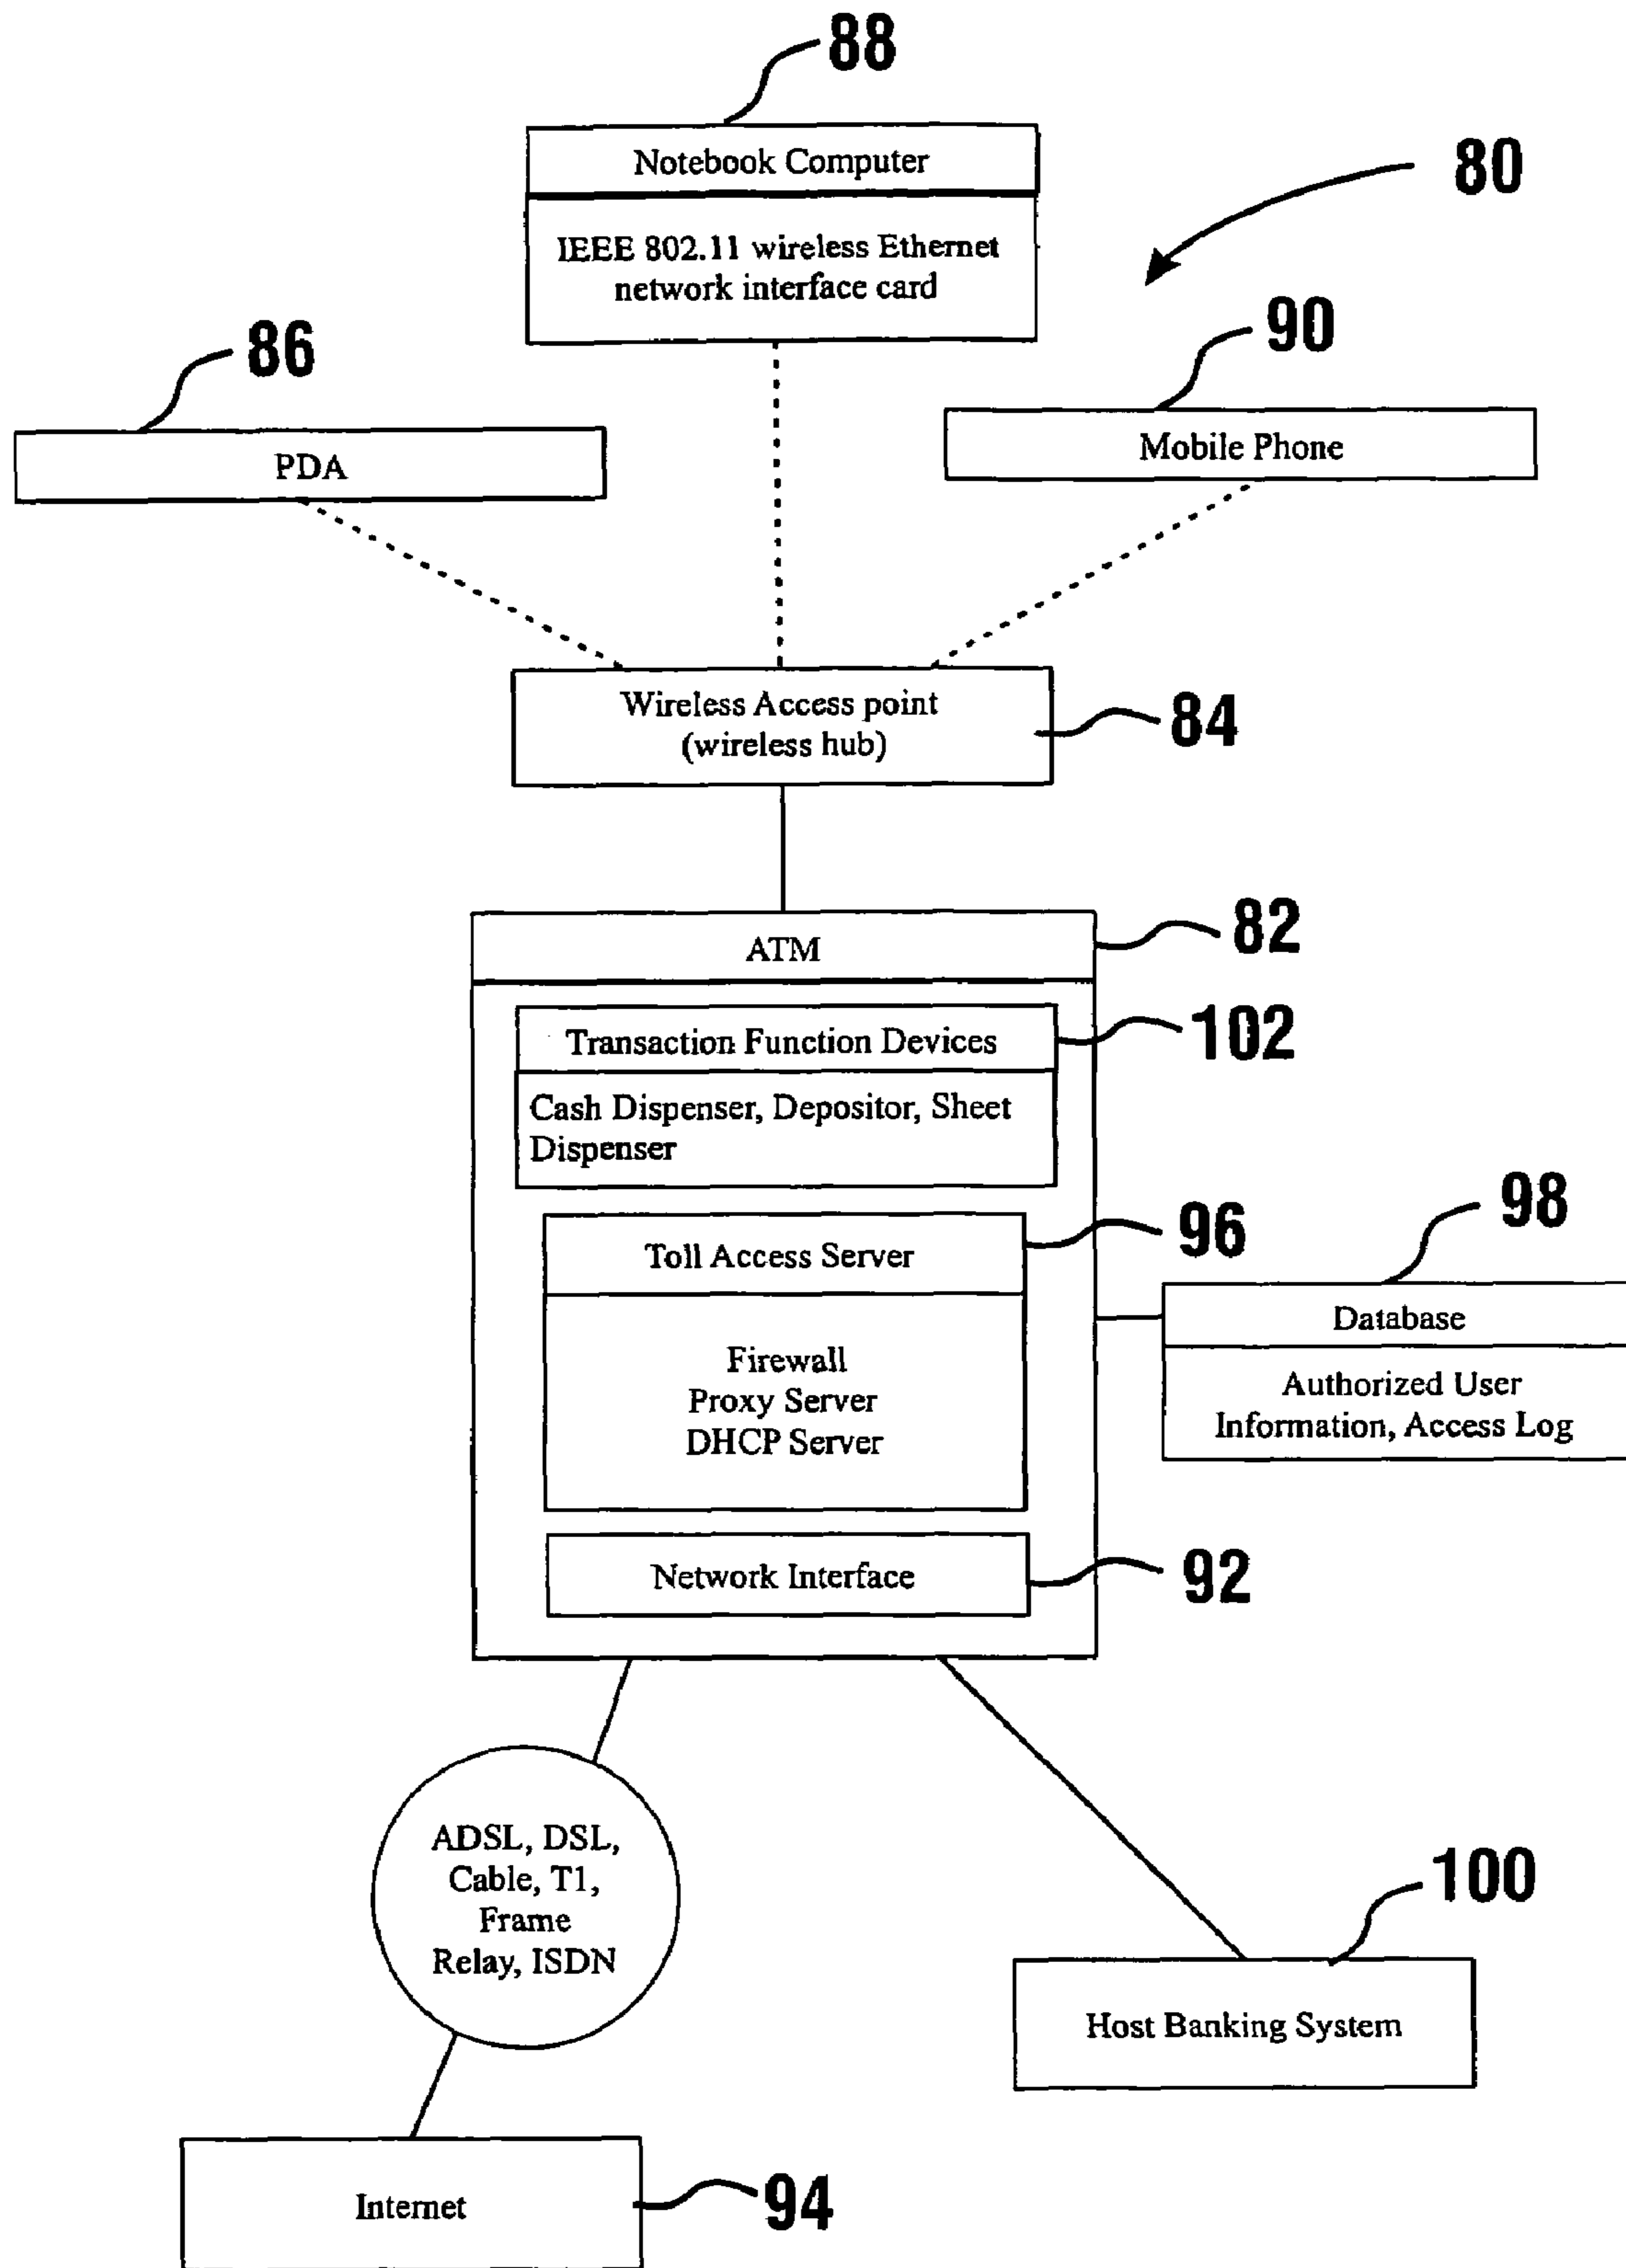 88
Notebook Computer
80
IEEE 802.11 wireless Ethernet
network interface card
86
90
PDA
Mobile Phone
Wireless Access point
(wireless hub)
84
ATM
82
Transaction Function Devices
102
Cash Dispenser, Depositor, Sheet
Dispenser
96
Toll Access Server
98
Database
Firewall
Proxy Server
DHCP Server
Authorized User
Information, Access Log
Network Interface
92
ADSL, DSL,
Cable, T1,
Frame
Relay, ISDN
100
Host Banking System
Internet
94